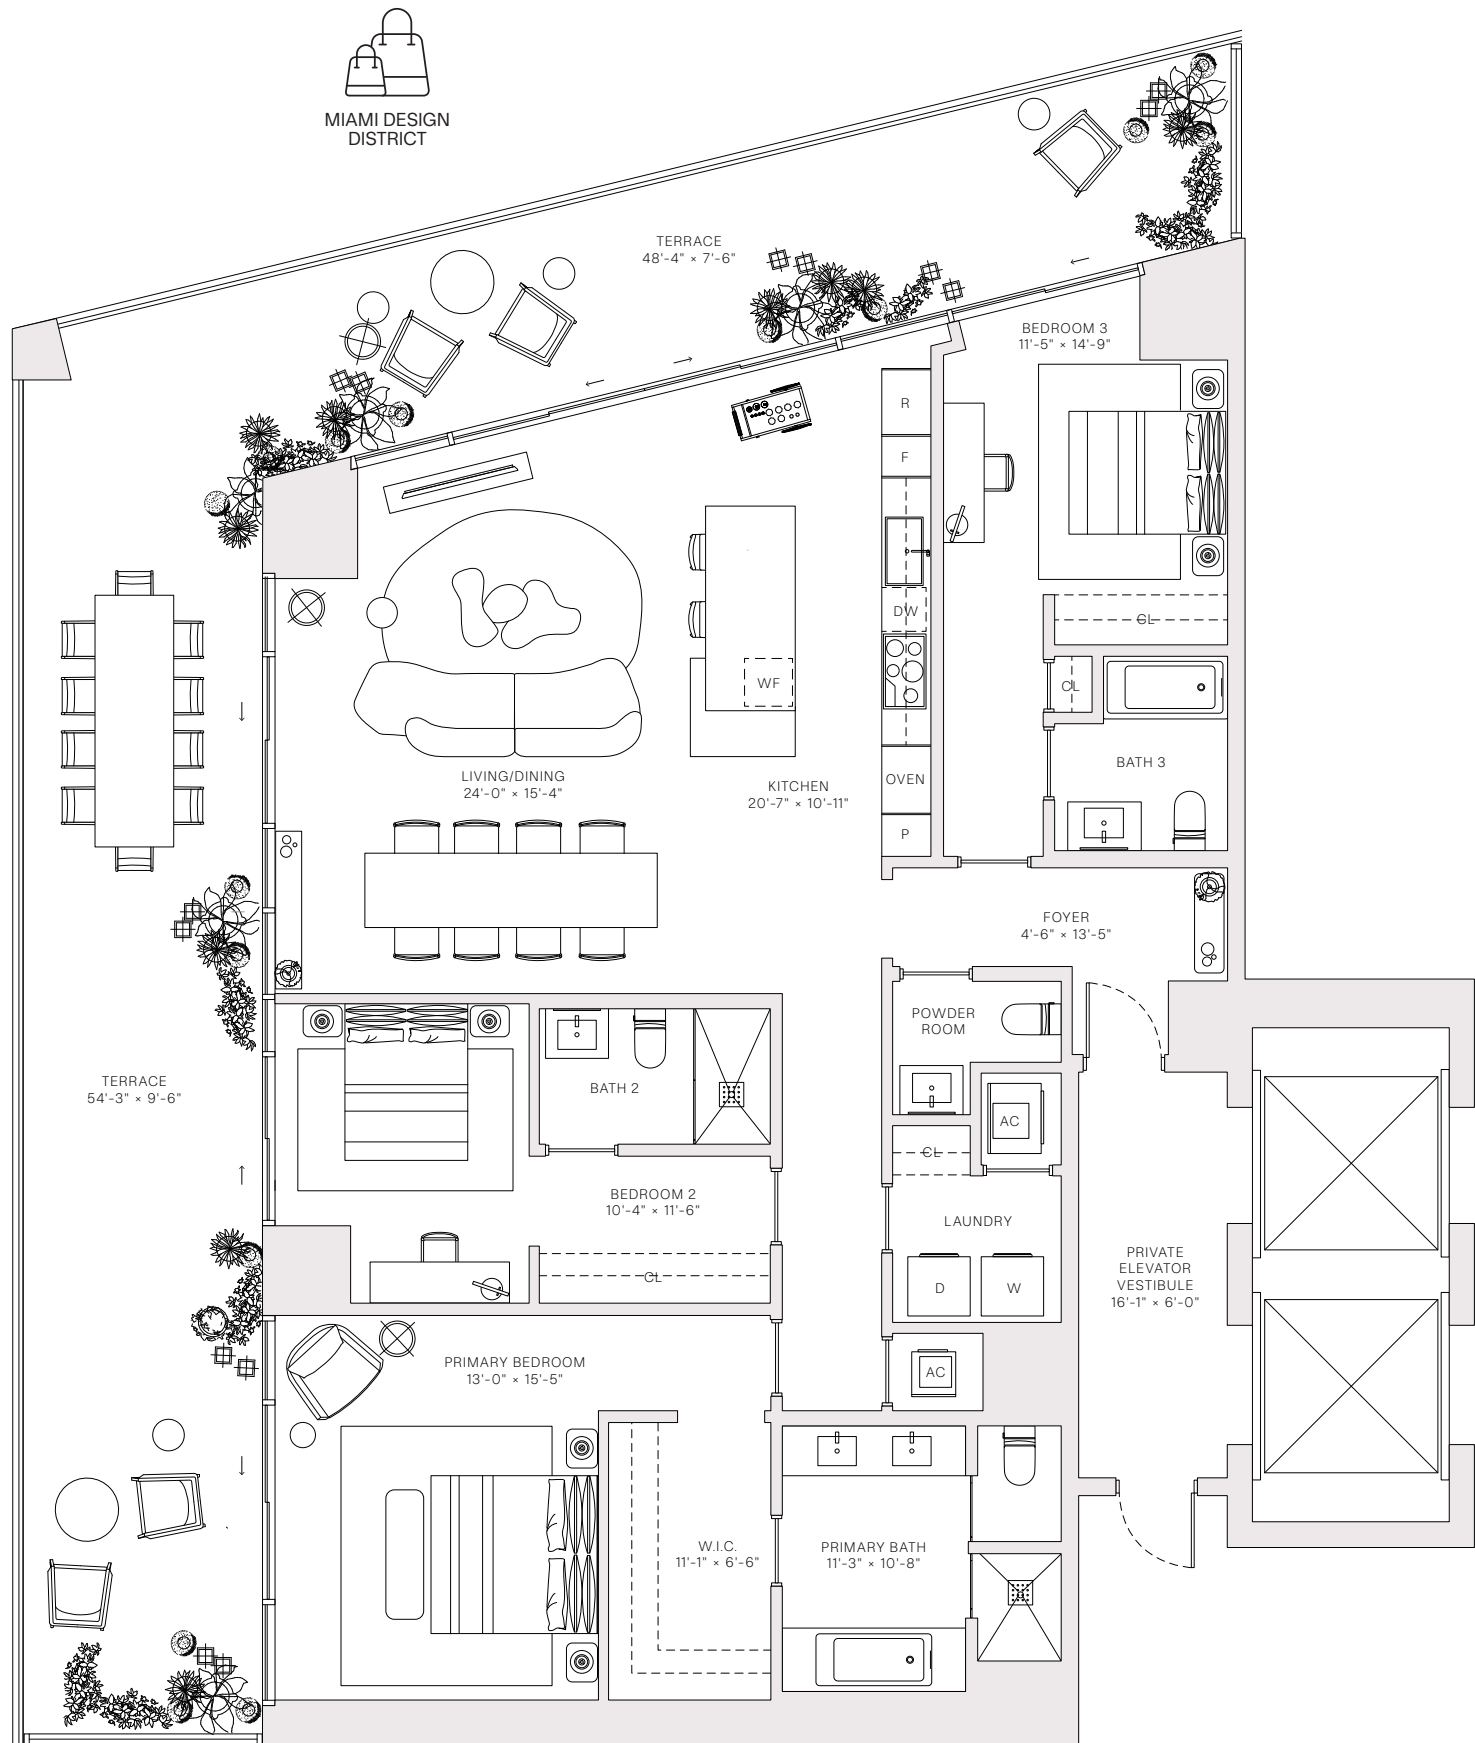 MIAMI DESIGN
DISTRICT
TERRACE
48'-4" × 7'-6"
BEDROOM 3
11'-5" × 14'-9"
R
F
DW
CL
CL
WF
BATH 3
LIVING/DINING
24'-0" × 15'-4"
KITCHEN
20'-7" × 10'-11"
OVEN
P
FOYER
4'-6" × 13'-5"
POWDER
ROOM
TERRACE
54'-3" × 9'-6"
BATH 2
AC
CL
BEDROOM 2
10'-4" × 11'-6"
LAUNDRY
CL
D
W
PRIVATE
ELEVATOR
VESTIBULE
16'-1" × 6'-0"
PRIMARY BEDROOM
13'-0" × 15'-5"
AC
W.I.C.
11'-1" × 6'-6"
PRIMARY BATH
11'-3" × 10'-8"